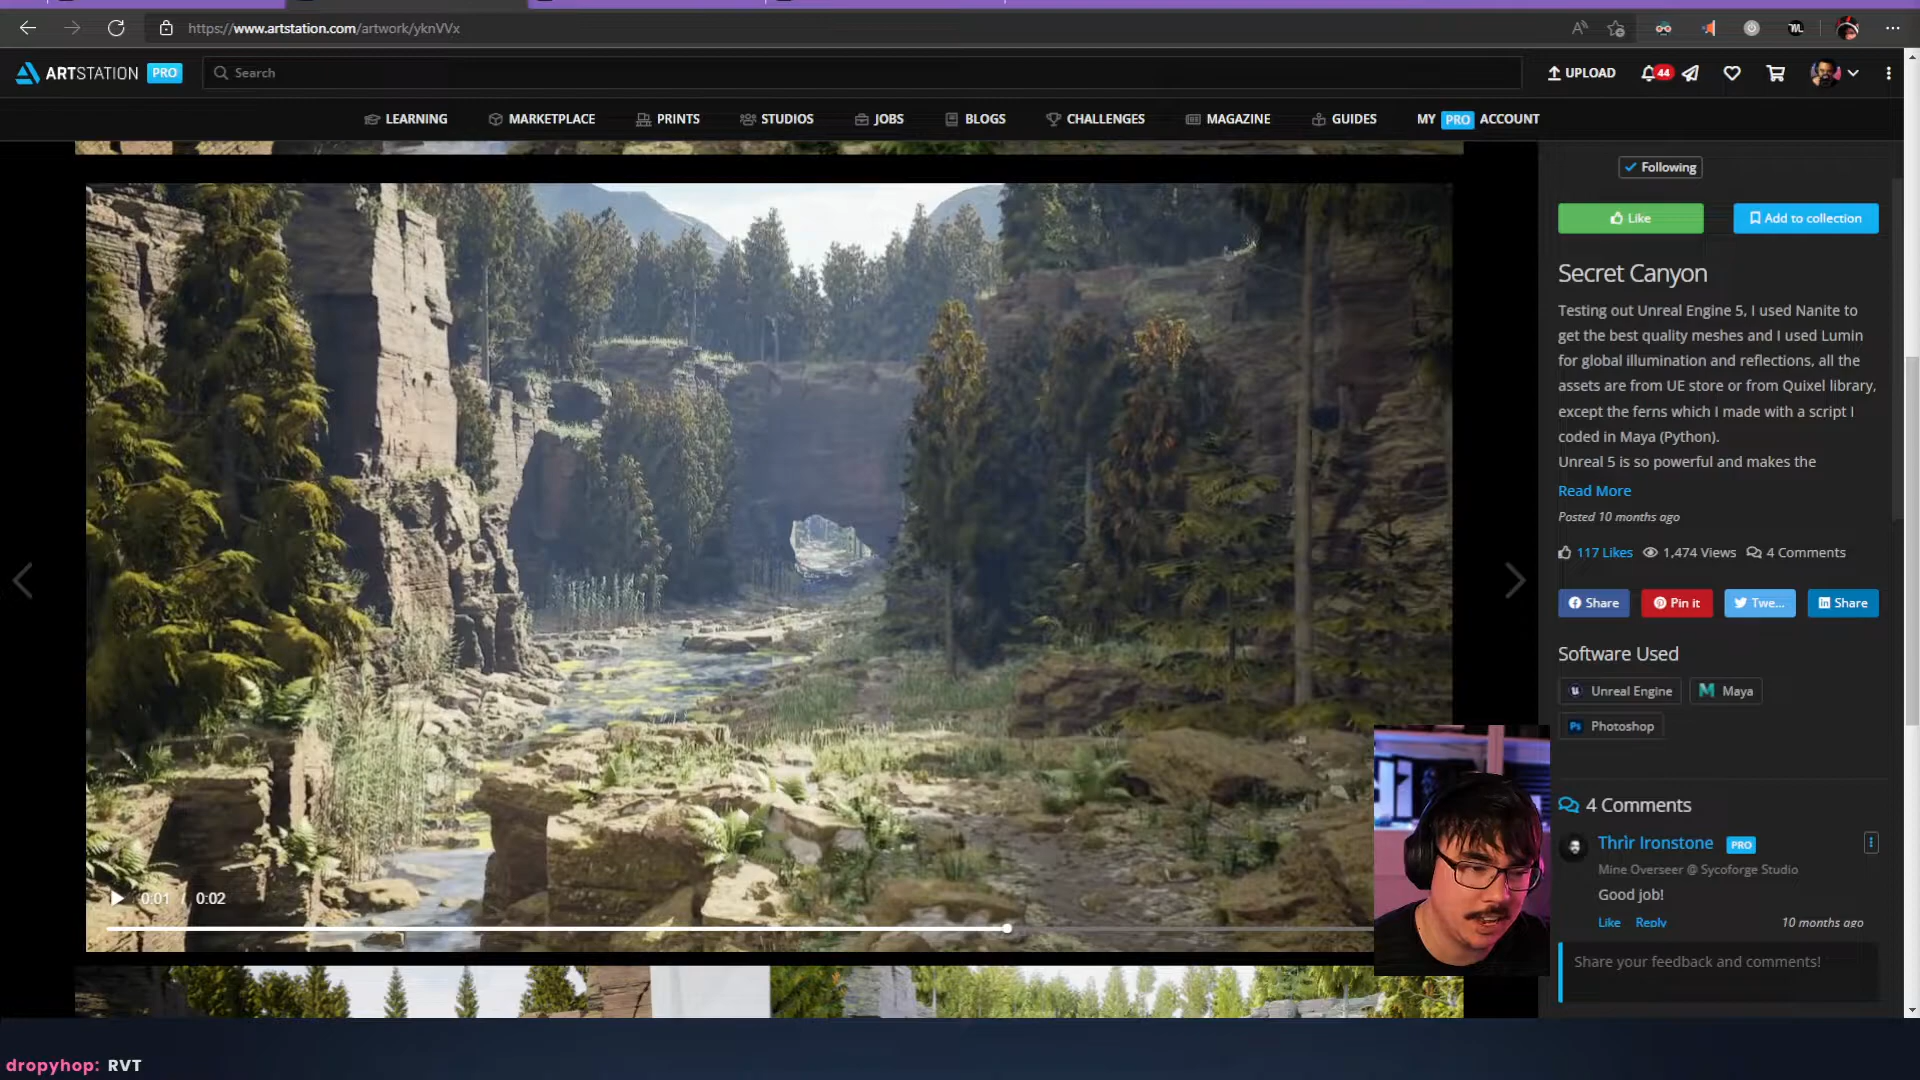 https://www.artstation.com/artwork/yknVVx
ARTSTATION PRO
Search
UPLOAD
44
LEARNING
MARKETPLACE
PRINTS
STUDIOS
JOBS
BLOGS
CHALLENGES
MAGAZINE
GUIDES
MY PRO ACCOUNT
Following
Like
Add to collection
Secret Canyon
Testing out Unreal Engine 5, I used Nanite to
get the best quality meshes and I used Lumin
for global illumination and reflections, all the
assets are from UE store or from Quixel library,
except the ferns which I made with a script I
coded in Maya (Python).
Unreal 5 is so powerful and makes the
Read More
Posted 10 months ago
117 Likes 1,474 Views 4 Comments
Share
Pin it
Twe...
Share
Software Used
Unreal Engine
Maya
Ps Photoshop
4 Comments
Thrìr Ironstone PRO
Mine Overseer @ Sycoforge Studio
Good job!
Like Reply 10 months ago
Share your feedback and comments!
0:01 / 0:02
dropyhop: RVT